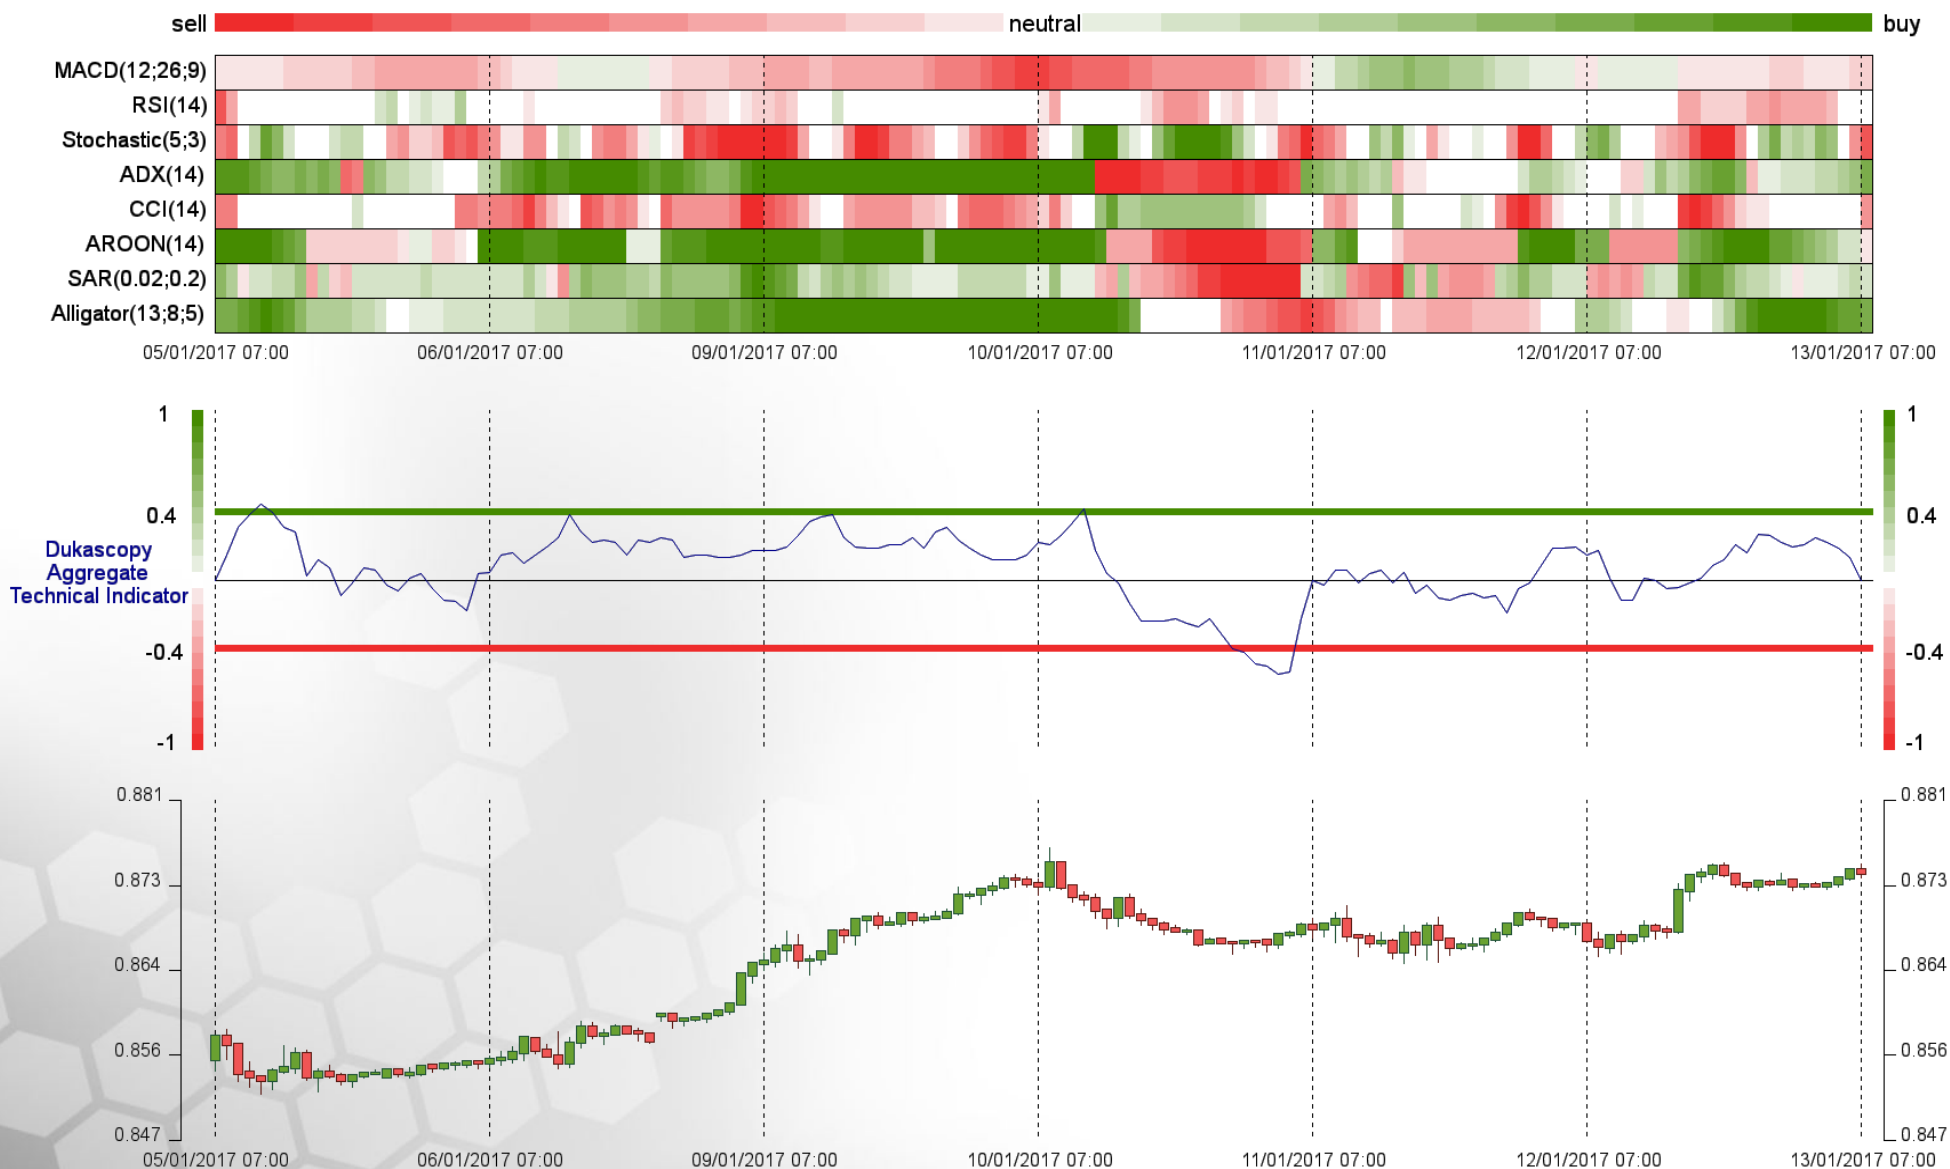 sell neutral buy
MACD(12;26;9)
RSI(14)
Stochastic(5;3)
ADX(14)
CCI(14)
AROON(14)
SAR(0.02;0.2)
Alligator(13;8;5)
05/01/2017 07:00 06/01/2017 07:00 09/01/2017 07:00 10/01/2017 07:00 11/01/2017 07:00 12/01/2017 07:00 13/01/2017 07:00
1 1
0.4 0.4
Dukascopy
Aggregate
Technical Indicator
-0.4 -0.4
-1 -1
0.881 0.881
0.873 0.873
0.864 0.864
0.856 0.856
0.847 0.847
05/01/2017 07:00 06/01/2017 07:00 09/01/2017 07:00 10/01/2017 07:00 11/01/2017 07:00 12/01/2017 07:00 13/01/2017 07:00